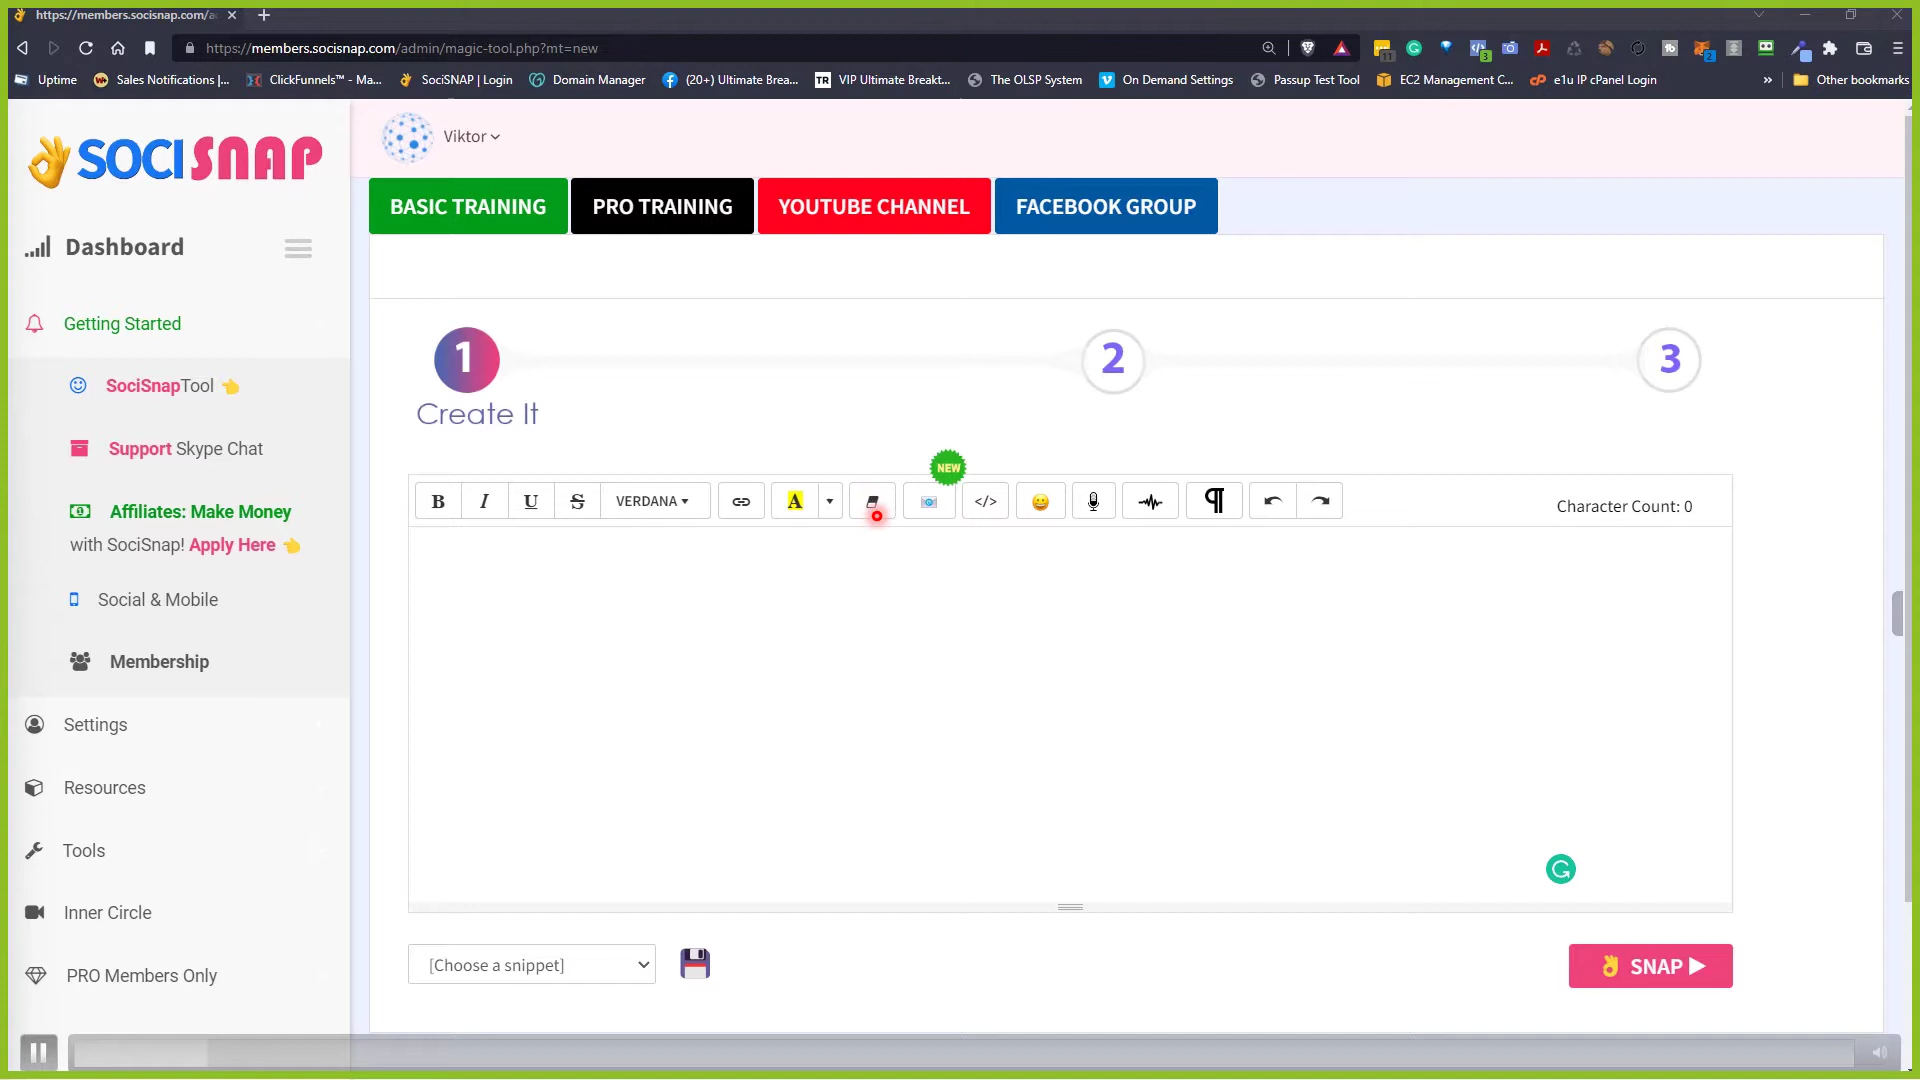 https://members.socisnap.com/a
https://members.socisnap.com/admin/magic-tool.php?mt=new
Uptime
Sales Notifications |...
ClickFunnels™ - Ma...
SociSNAP | Login
Domain Manager
(20+) Ultimate Brea...
TR VIP Ultimate Breakt...
The OLSP System
On Demand Settings
Passup Test Tool
EC2 Management C...
e1u IP cPanel Login
»
Other bookmarks
SOCISNAP
Viktor
BASIC TRAINING
PRO TRAINING
YOUTUBE CHANNEL
FACEBOOK GROUP
Dashboard
Getting Started
SociSnapTool
Support Skype Chat
Affiliates: Make Money
with SociSnap! Apply Here
Social & Mobile
Membership
Settings
Resources
Tools
Inner Circle
PRO Members Only
1
2
3
Create It
NEW
B I U S VERDANA A </> ¶
Character Count: 0
[Choose a snippet]
SNAP